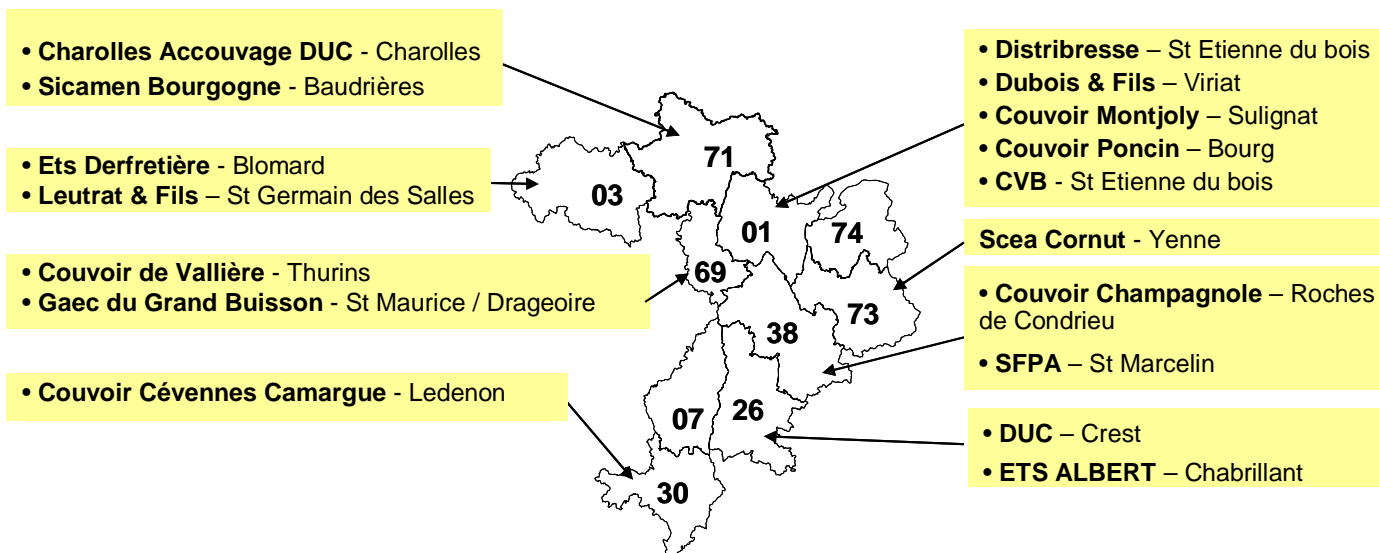 • Charolles Accouvage DUC - Charolles
• Sicamen Bourgogne - Baudrières
• Ets Derfretière - Blomard
• Leutrat & Fils – St Germain des Salles
• Couvoir de Vallière - Thurins
• Gaec du Grand Buisson - St Maurice / Drageoire
• Couvoir Cévennes Camargue - Ledenon
71
03
01
74
69
73
38
07
26
30
• Distribresse – St Etienne du bois
• Dubois & Fils – Viriat
• Couvoir Montjoly – Sulignat
• Couvoir Poncin – Bourg
• CVB - St Etienne du bois
Scea Cornut - Yenne
• Couvoir Champagnole – Roches
de Condrieu
• SFPA – St Marcelin
• DUC – Crest
• ETS ALBERT – Chabrillant